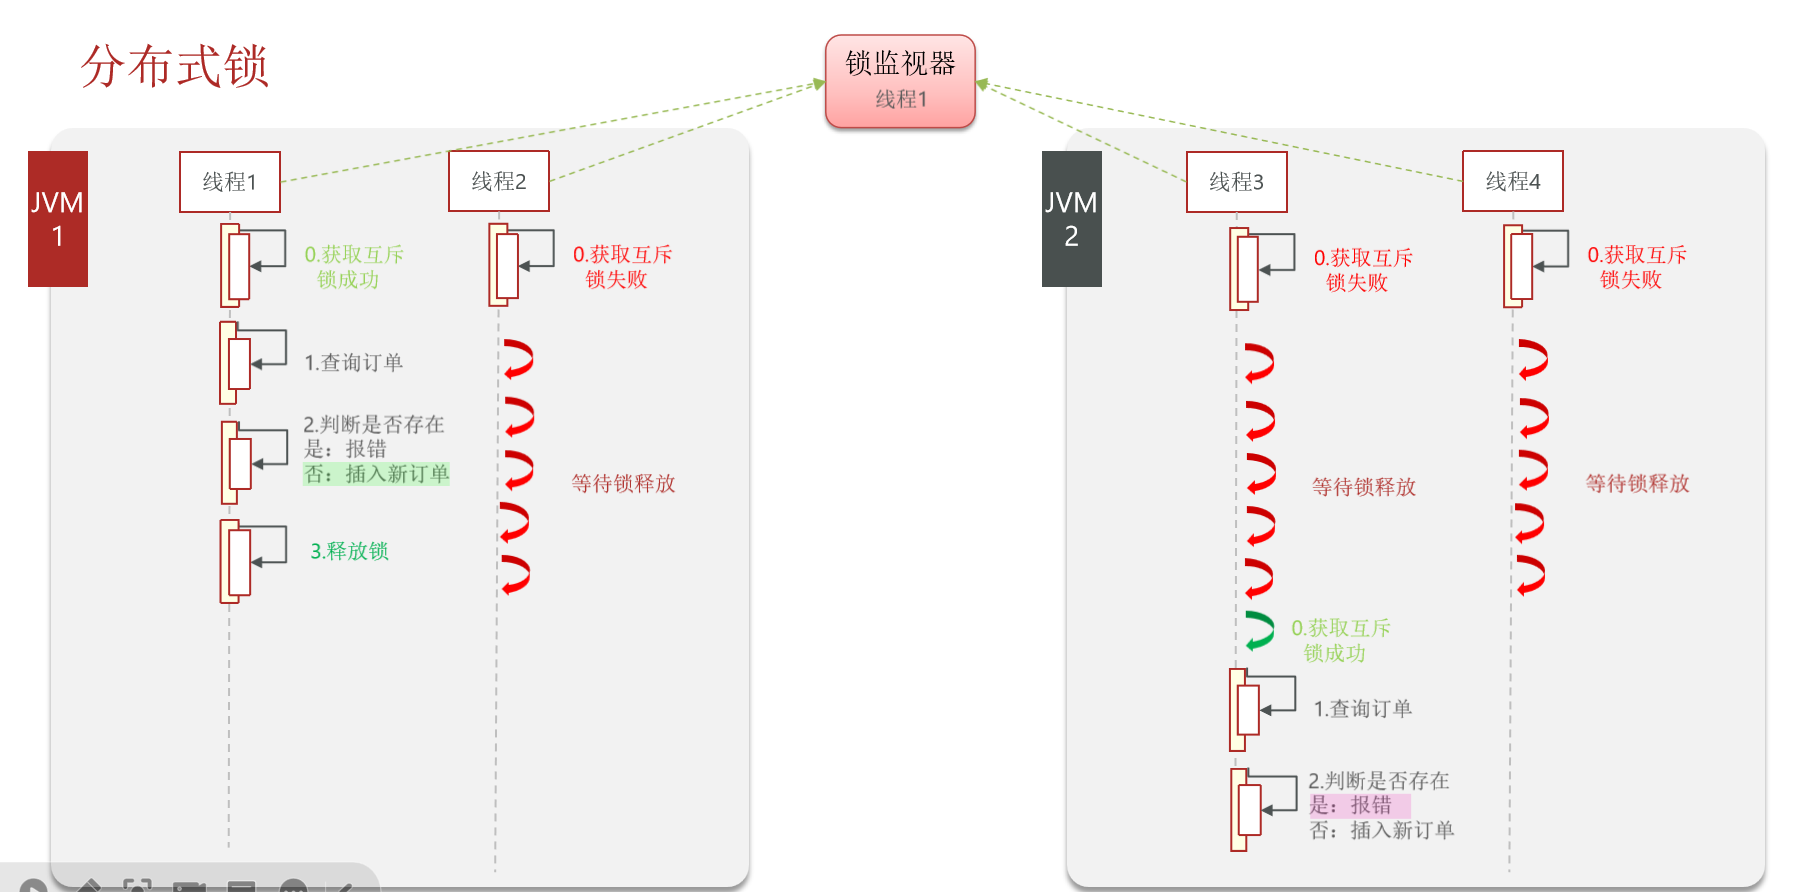 分布式锁
锁监视器
线程1
JVM
1
线程1
线程2
0.获取互斥
锁成功
0.获取互斥
锁失败
1.查询订单
2.判断是否存在
是：报错
否：插入新订单
等待锁释放
3.释放锁
JVM
2
线程3
线程4
0.获取互斥
锁失败
0.获取互斥
锁失败
等待锁释放
等待锁释放
0.获取互斥
锁成功
1.查询订单
2.判断是否存在
是：报错
否：插入新订单